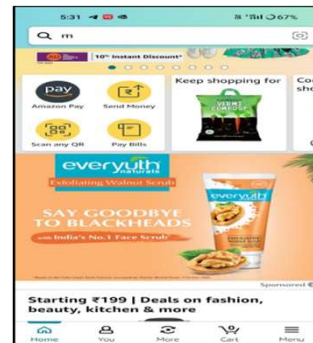 5:31
67%
m
10% Instant Discount*
pay
Amazon Pay
Send Money
Scan any QR
Pay Bills
Keep shopping for
VERMI
COMPOST
everyuth
naturals
Exfoliating Walnut Scrub
SAY GOODBYE
TO BLACKHEADS
with India's No.1 Face Scrub
everyuth
Sponsored
Starting ₹199 | Deals on fashion,
beauty, kitchen & more
Home
You
More
Cart
Menu